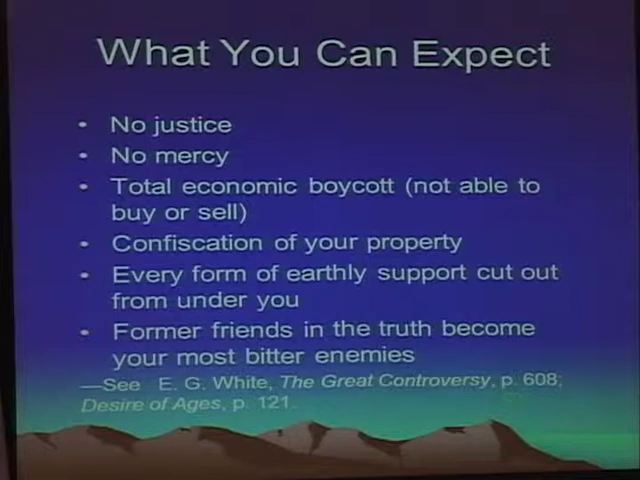 What You Can Expect
• No justice
• No mercy
• Total economic boycott (not able to
buy or sell)
• Confiscation of your property
• Every form of earthly support cut out
from under you
• Former friends in the truth become
your most bitter enemies
—See E. G. White, The Great Controversy, p. 608;
Desire of Ages, p. 121.